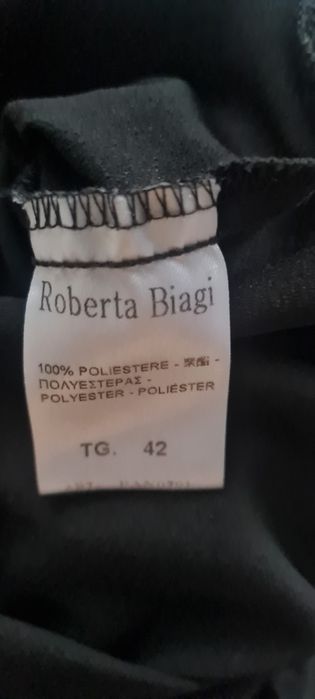 Roberta Biagi
100% POLIESTERE - 聚酯 -
ΠΟΛΥΕΣΤΕΡΑΣ -
POLYESTER - POLIÉSTER
TG. 42